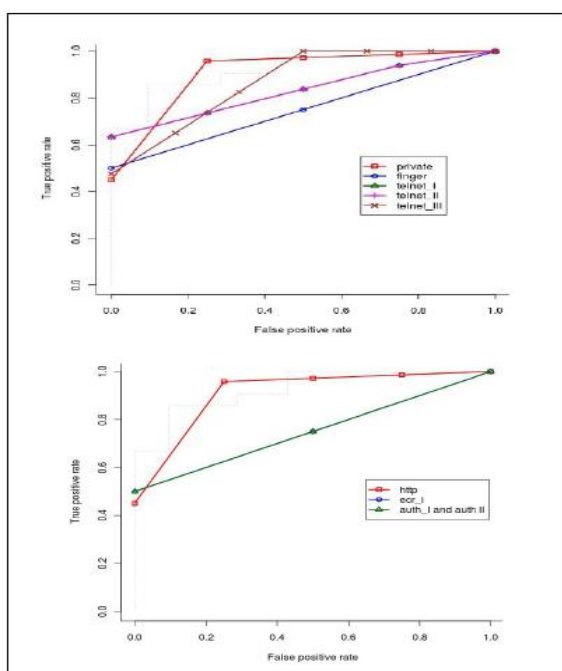 1.0
0.8
0.6
0.4
0.2
0.0
True positive rate
private
finger
telnet_I
telnet_II
telnet_III
0.0 0.2 0.4 0.6 0.8 1.0
False positive rate
1.0
0.8
0.6
0.4
0.2
0.0
True positive rate
http
ecr_i
auth_I and auth II
0.0 0.2 0.4 0.6 0.8 1.0
False positive rate